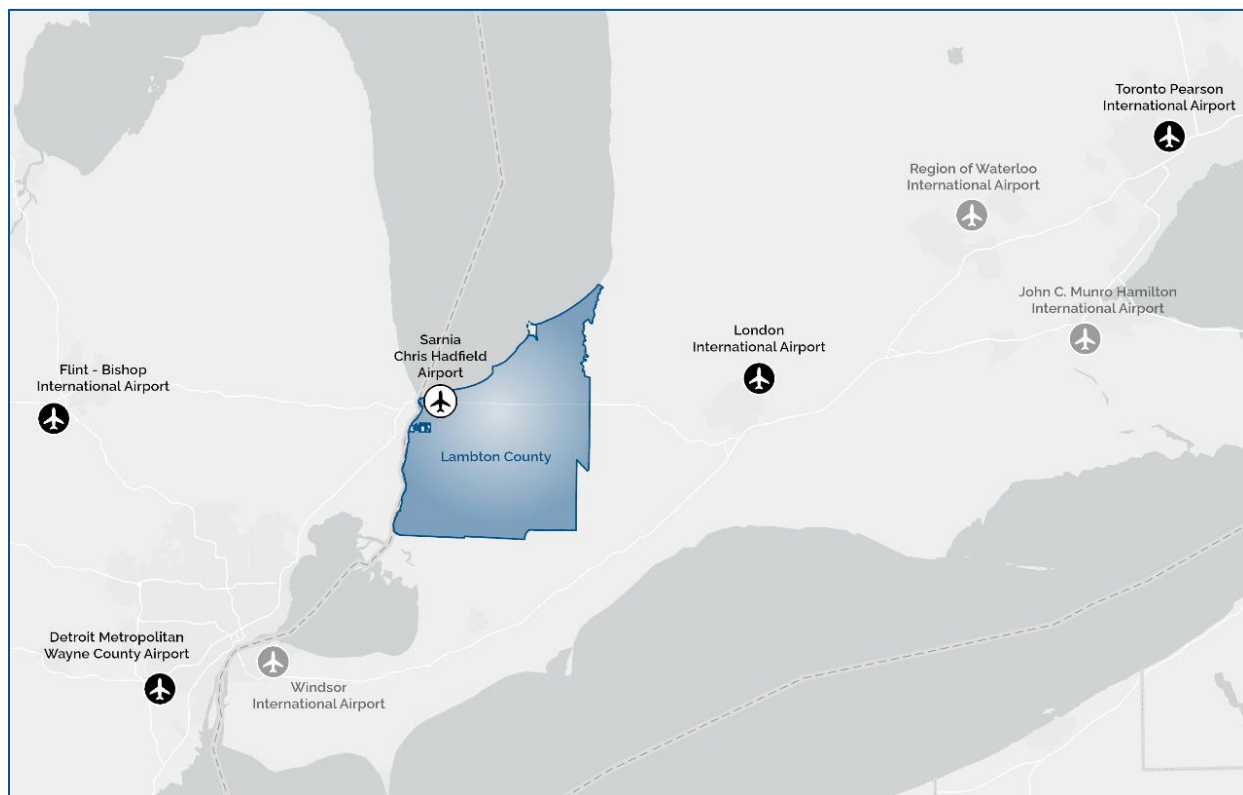 Toronto Pearson
International Airport
Region of Waterloo
International Airport
John C. Munro Hamilton
International Airport
London
International Airport
Sarnia
Chris Hadfield
Airport
Flint - Bishop
International Airport
Lambton County
Detroit Metropolitan
Wayne County Airport
Windsor
International Airport